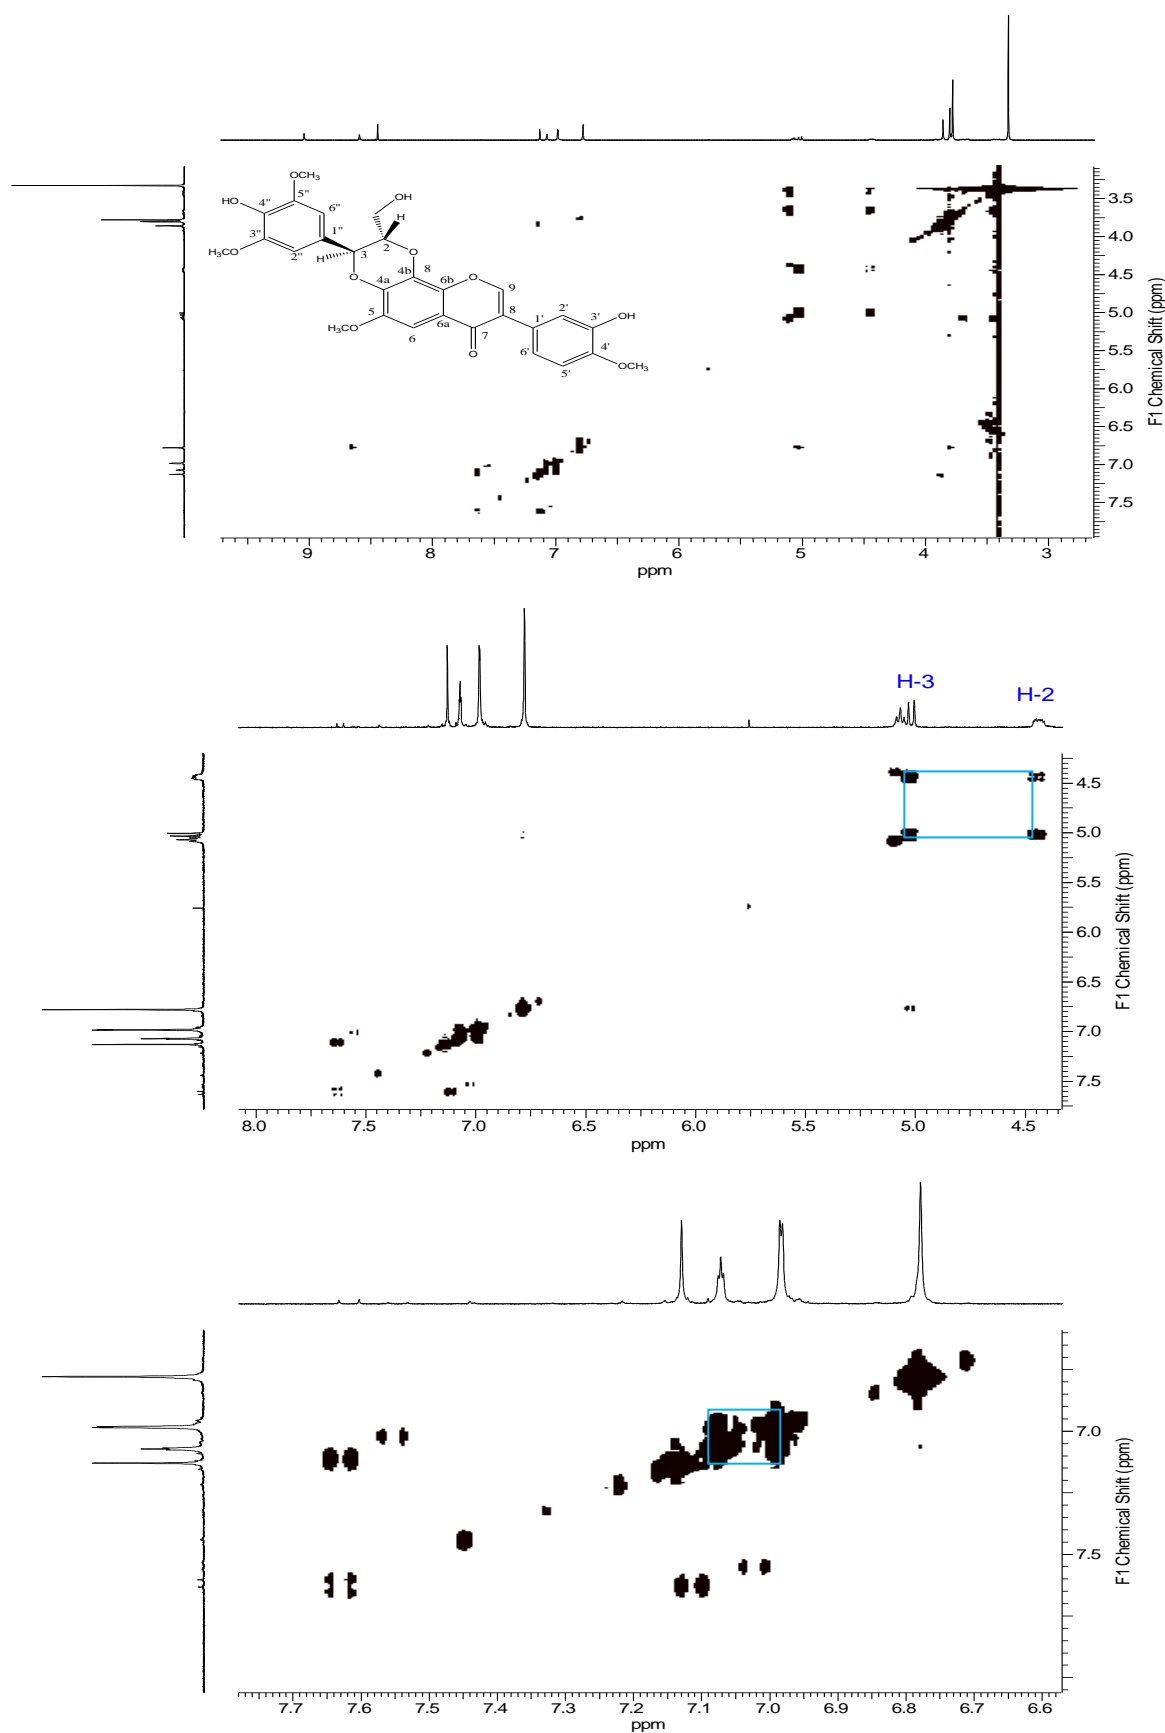 OCH3
5"
HO
4"
6"
OH
3"
1"
H
2
OCH3
2"
H
3
O
O
4b
8
4a
6b
O
9
5
6a
8
1'
2'
3'
OH
H3CO
6
7
O
6'
4'
5'
OCH3
3.5
4.0
4.5
5.0
5.5
6.0
6.5
7.0
7.5
F1 Chemical Shift (ppm)
9 8 7 6 5 4 3
ppm
H-3 H-2
4.5
5.0
5.5
6.0
6.5
7.0
7.5
F1 Chemical Shift (ppm)
8.0 7.5 7.0 6.5 6.0 5.5 5.0 4.5
ppm
7.0
7.5
F1 Chemical Shift (ppm)
7.7 7.6 7.5 7.4 7.3 7.2 7.1 7.0 6.9 6.8 6.7 6.6
ppm